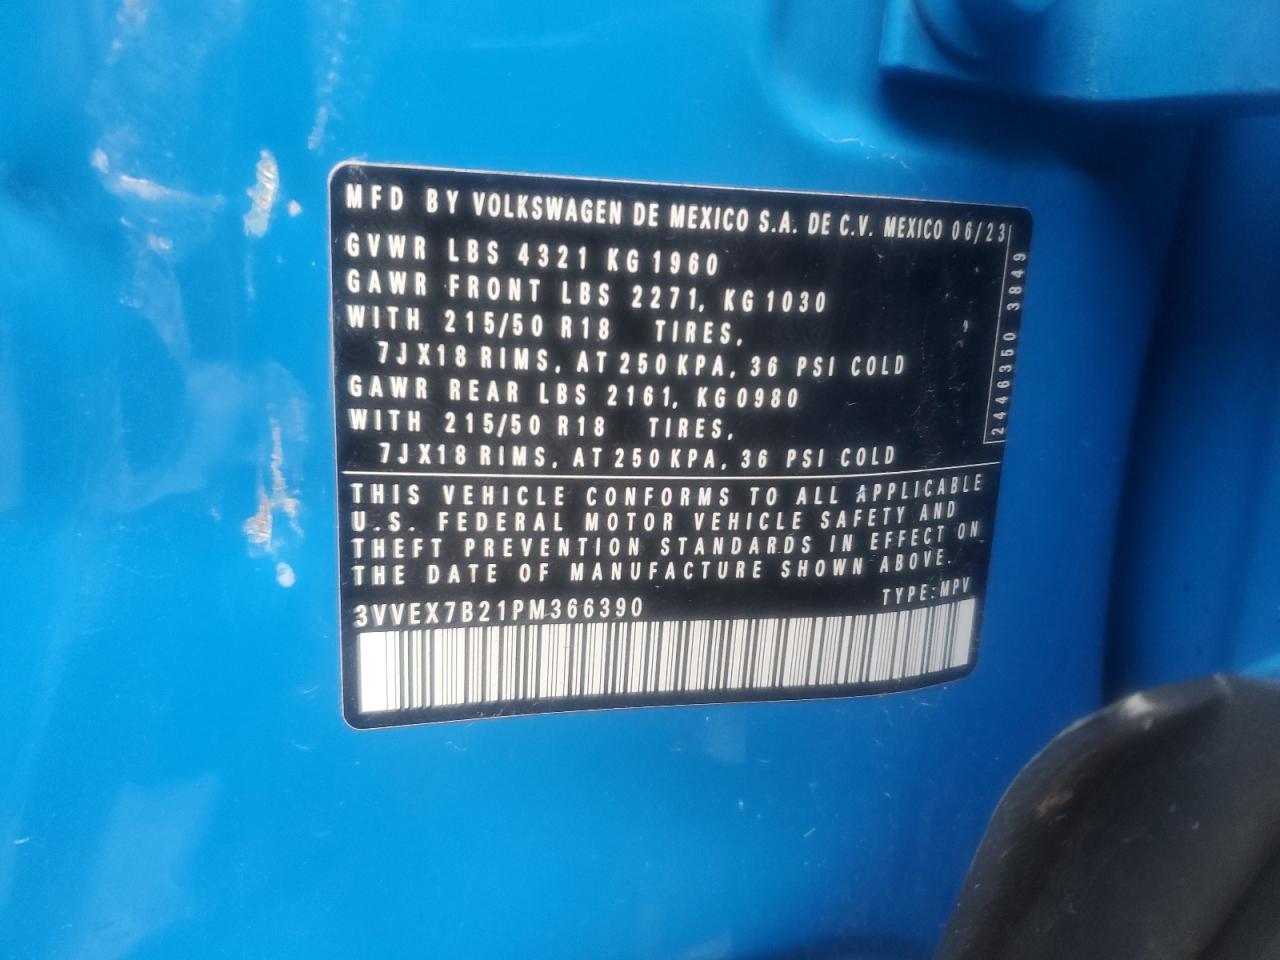 MFD BY VOLKSWAGEN DE MEXICO S.A. DE C.V. MEXICO 06/23
GVWR LBS 4321 KG 1960
GAWR FRONT LBS 2271, KG 1030
WITH 215/50 R18 TIRES,
7JX18 RIMS, AT 250 KPA, 36 PSI COLD
GAWR REAR LBS 2161, KG 0980
WITH 215/50 R18 TIRES,
7JX18 RIMS, AT 250 KPA, 36 PSI COLD
2446350 3849
THIS VEHICLE CONFORMS TO ALL APPLICABLE
U.S. FEDERAL MOTOR VEHICLE SAFETY AND
THEFT PREVENTION STANDARDS IN EFFECT ON
THE DATE OF MANUFACTURE SHOWN ABOVE.
3VVEX7B21PM366390 TYPE: MPV